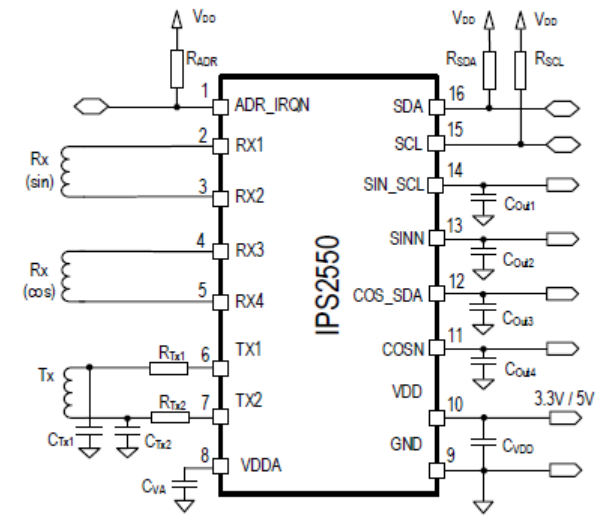 VDD
VDD
VDD
RADR
RSDA
RSCL
1
ADR_IRQN
SDA
16
2
RX1
SCL
15
Rx
(sin)
14
SIN_SCL
3
RX2
COut1
13
SINN
4
RX3
COut2
Rx
(cos)
IPS2550
12
COS_SDA
5
RX4
COut3
11
COSN
RTx1
6
TX1
COut4
Tx
VDD
3.3V / 5V
RTx2
7
TX2
10
CTx1
CTx2
GND
9
CVDD
8
VDDA
CVA